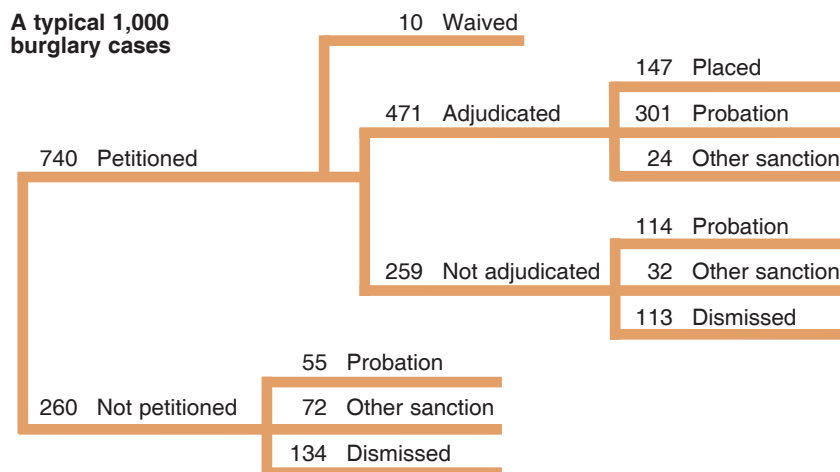 A typical 1,000
burglary cases
10 Waived
147 Placed
471 Adjudicated
301 Probation
24 Other sanction
740 Petitioned
114 Probation
259 Not adjudicated
32 Other sanction
113 Dismissed
55 Probation
260 Not petitioned
72 Other sanction
134 Dismissed